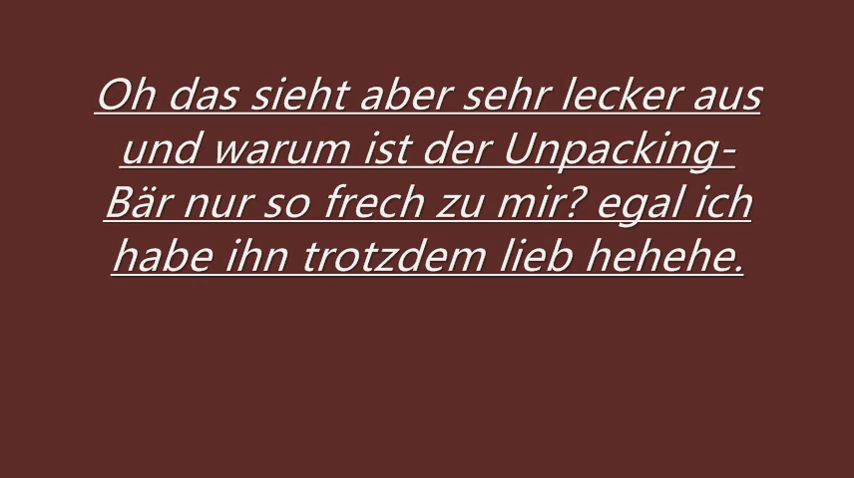 Oh das sieht aber sehr lecker aus
und warum ist der Unpacking-
Bär nur so frech zu mir? egal ich
habe ihn trotzdem lieb hehehe.